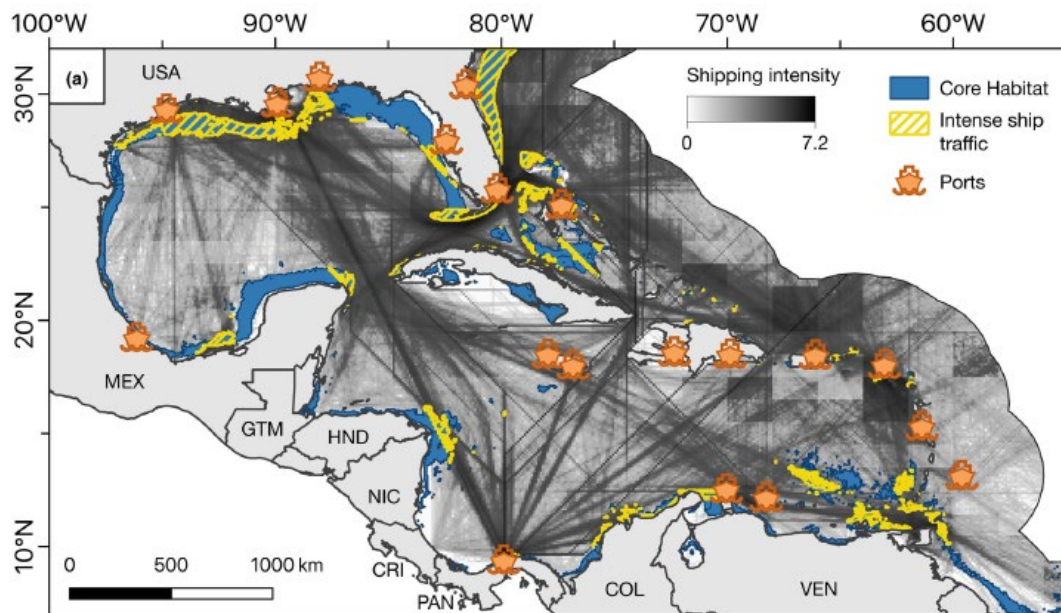 100°W 90°W 80°W 70°W 60°W
(a)
USA
30°N
Shipping intensity
0 7.2
Core Habitat
Intense ship
traffic
Ports
20°N
MEX
GTM
HND
NIC
10°N
0 500 1000 km
CRI
PAN
COL
VEN